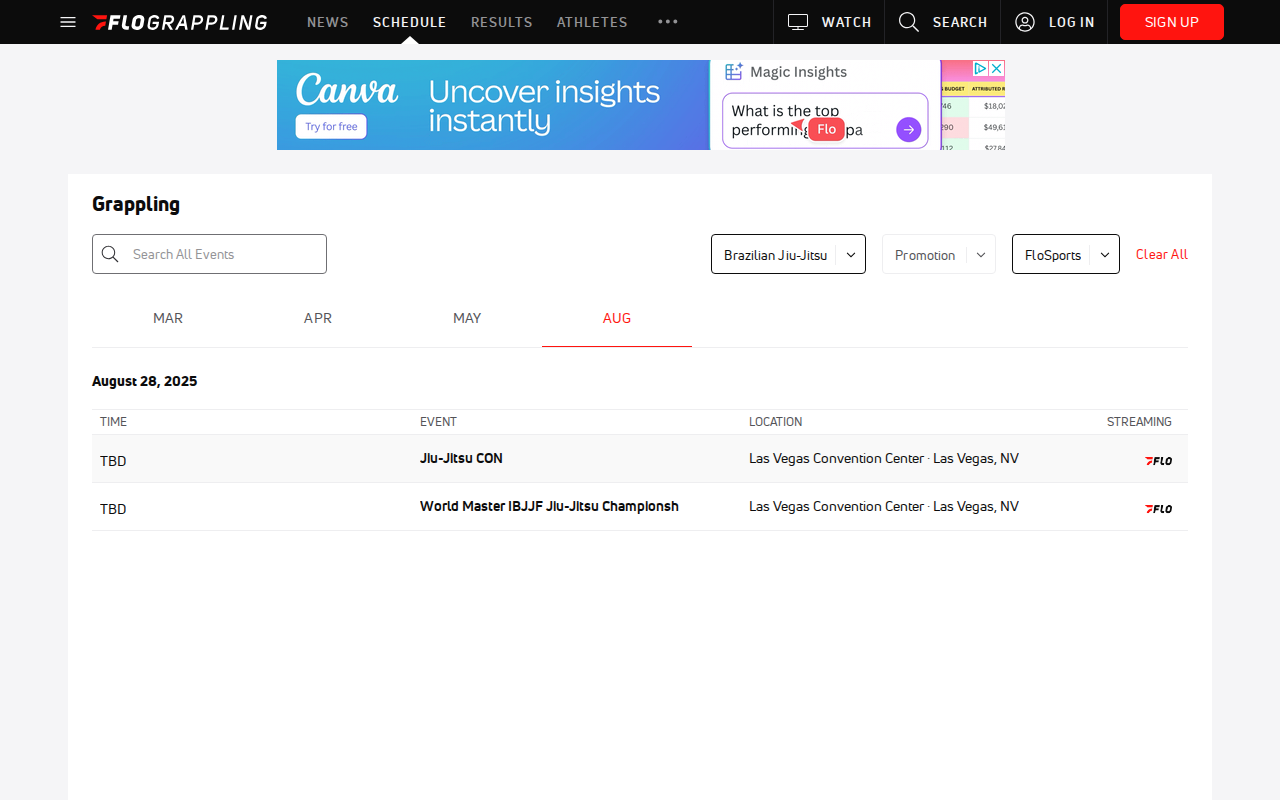 FLOGRAPPLING NEWS SCHEDULE RESULTS ATHLETES WATCH SEARCH LOG IN SIGN UP
Canva
Try for free
Uncover insights
instantly
Magic Insights
What is the top
performing
pa
Flo
BUDGET ATTRIBUTED R
746 $18,02
290 $49,61
112 $27,84
Grappling
Search All Events
Brazilian Jiu-Jitsu
Promotion
FloSports
Clear All
MAR APR MAY AUG
August 28, 2025
TIME EVENT LOCATION STREAMING
TBD Jiu-Jitsu CON Las Vegas Convention Center · Las Vegas, NV FLO
TBD World Master IBJJF Jiu-Jitsu Championsh Las Vegas Convention Center · Las Vegas, NV FLO